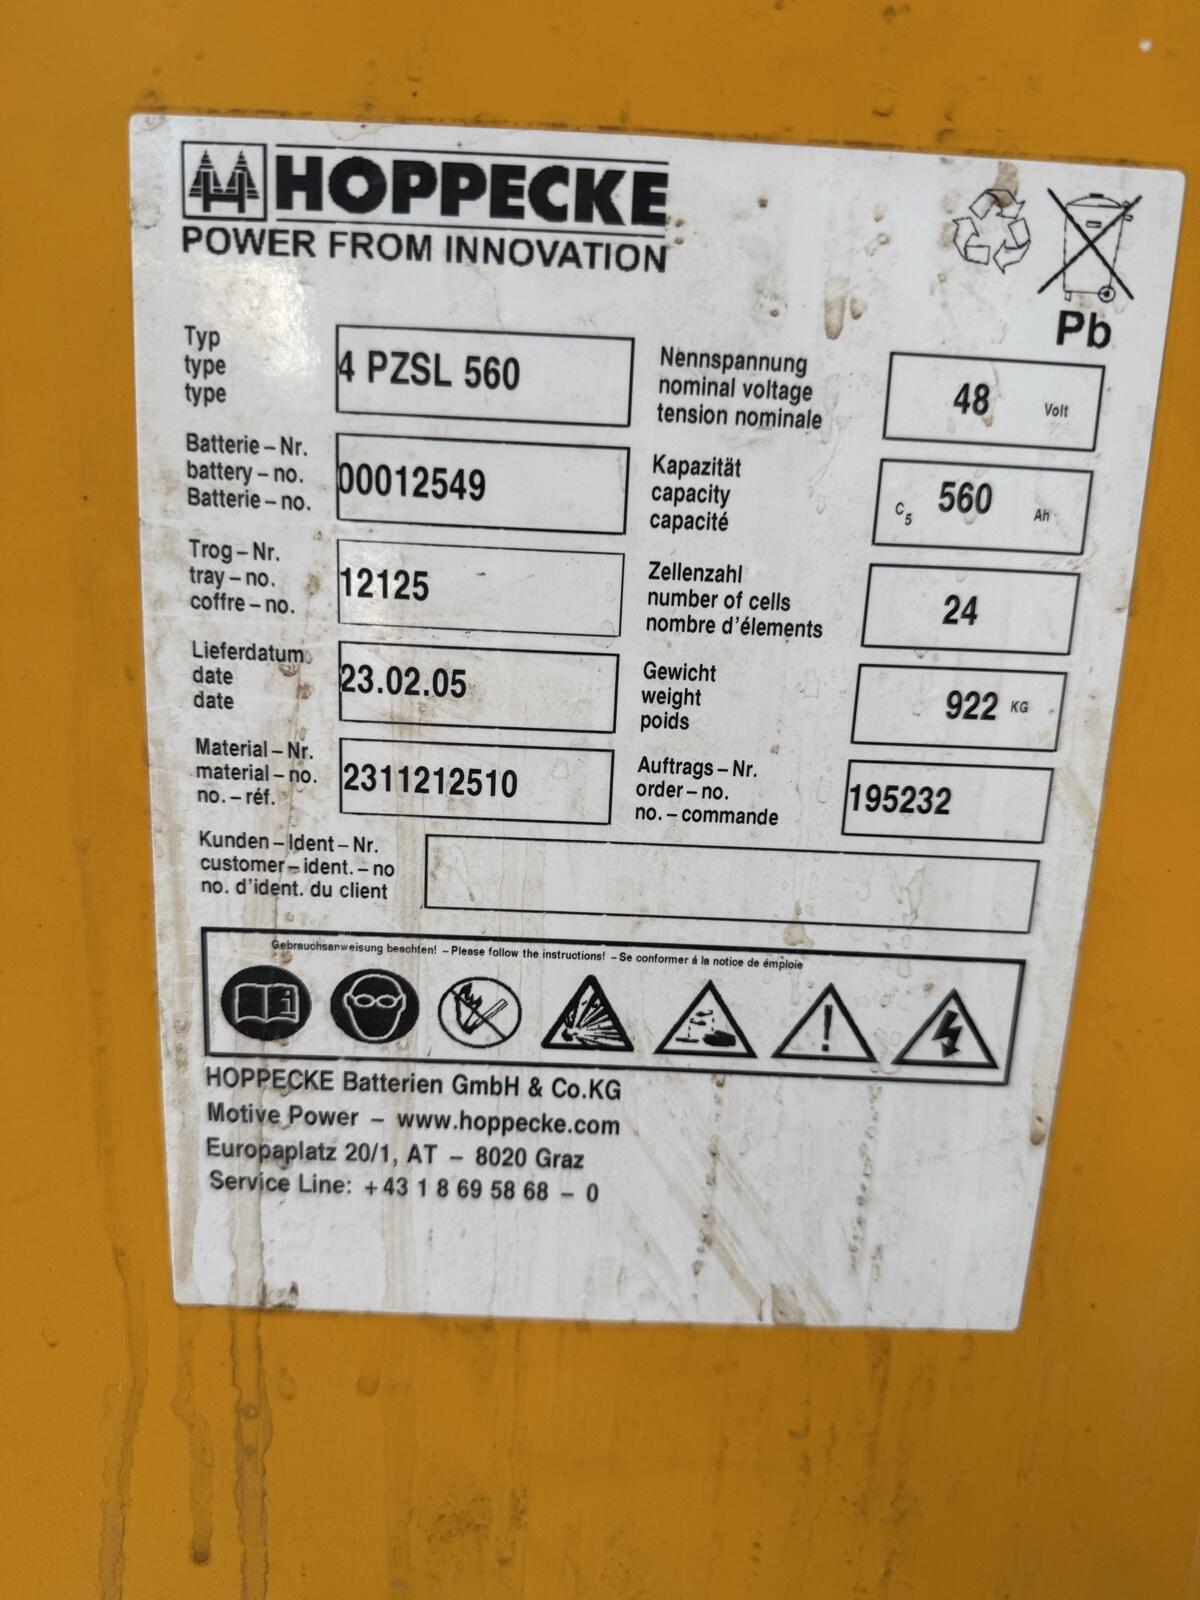 HOPPECKE
POWER FROM INNOVATION
Pb
Typ
type
type
4 PZSL 560
Nennspannung
nominal voltage
tension nominale
48 Volt
Batterie – Nr.
battery – no.
Batterie – no.
00012549
Kapazität
capacity
capacité
C5 560 Ah
Trog – Nr.
tray – no.
coffre – no.
12125
Zellenzahl
number of cells
nombre d'élements
24
Lieferdatum
date
date
23.02.05
Gewicht
weight
poids
922 KG
Material – Nr.
material – no.
no. – réf.
2311212510
Auftrags – Nr.
order – no.
no. – commande
195232
Kunden – Ident – Nr.
customer – ident. – no
no. d'ident. du client
Gebrauchsanweisung beachten! – Please follow the instructions! – Se conformer á la notice de émploie
HOPPECKE Batterien GmbH & Co.KG
Motive Power – www.hoppecke.com
Europaplatz 20/1, AT – 8020 Graz
Service Line: +43 1 8 69 58 68 – 0